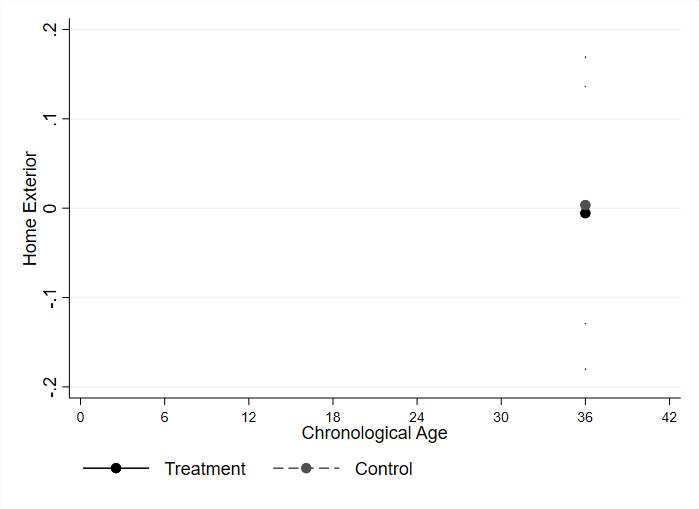 Home Exterior
.2
.1
0
-.1
-.2
0 6 12 18 24 30 36 42
Chronological Age
Treatment Control